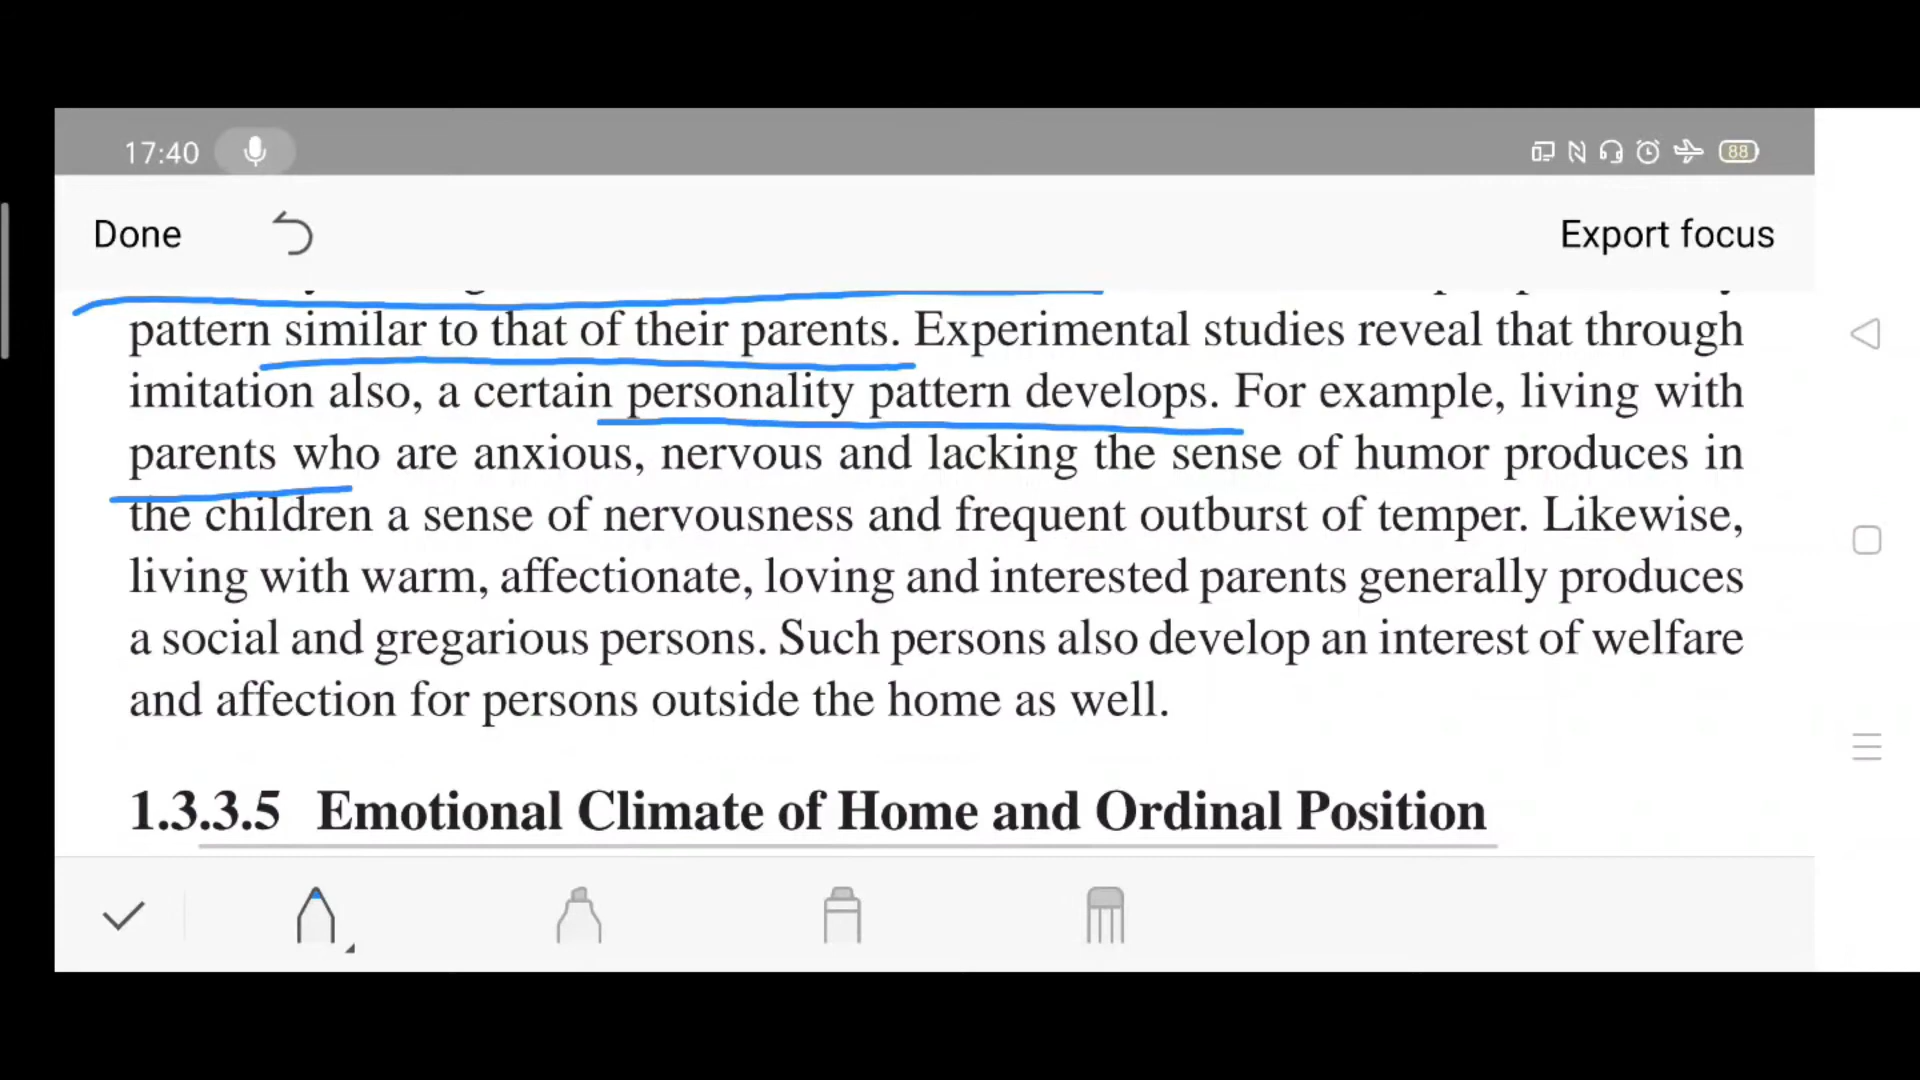 17:40
88
Done
Export focus
pattern similar to that of their parents. Experimental studies reveal that through
imitation also, a certain personality pattern develops. For example, living with
parents who are anxious, nervous and lacking the sense of humor produces in
the children a sense of nervousness and frequent outburst of temper. Likewise,
living with warm, affectionate, loving and interested parents generally produces
a social and gregarious persons. Such persons also develop an interest of welfare
and affection for persons outside the home as well.
1.3.3.5 Emotional Climate of Home and Ordinal Position